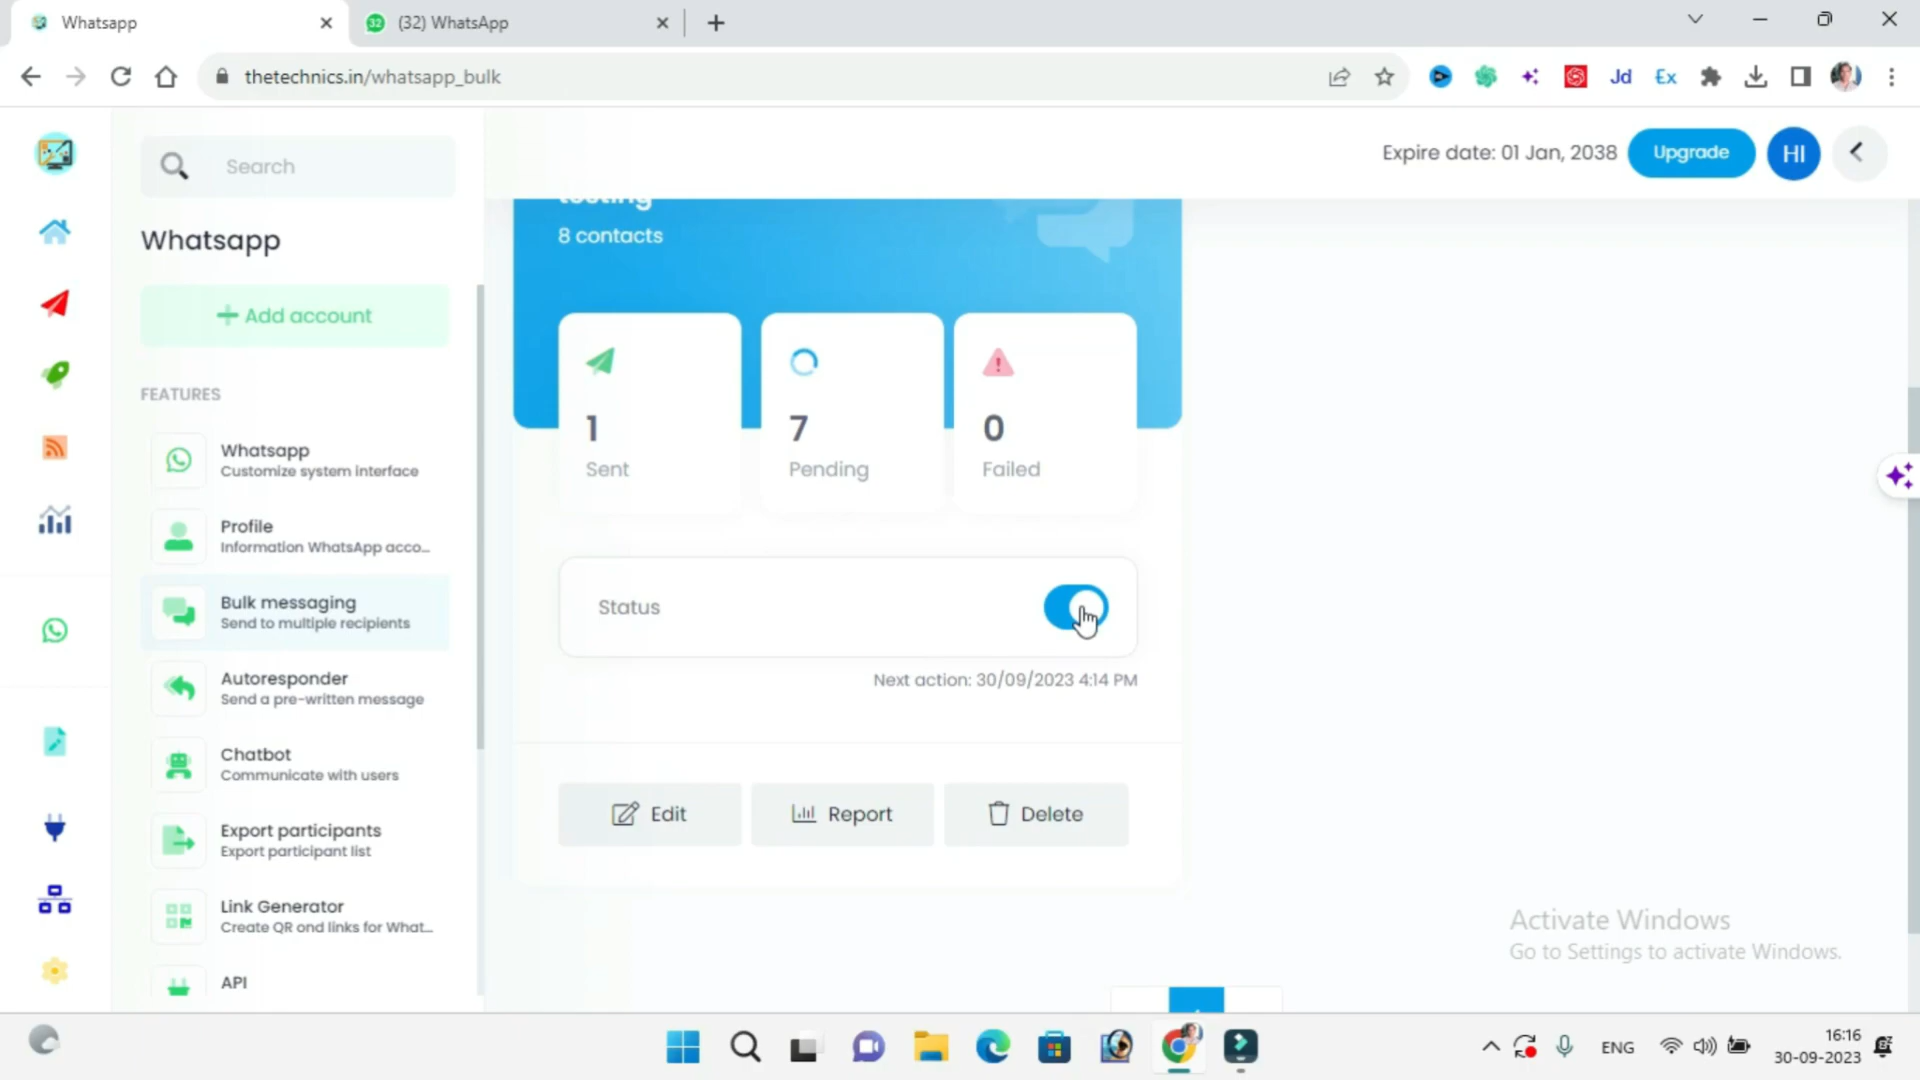 Whatsapp
32
(32) WhatsApp
thetechnics.in/whatsapp_bulk
Jd
Ex
Search
Expire date: 01 Jan, 2038
Upgrade
HI
Whatsapp
Add account
FEATURES
Whatsapp
Customize system interface
Profile
Information WhatsApp acco...
Bulk messaging
Send to multiple recipients
Autoresponder
Send a pre-written message
Chatbot
Communicate with users
Export participants
Export participant list
Link Generator
Create QR ond links for What...
API
testing
8 contacts
1
Sent
7
Pending
0
Failed
Status
Next action: 30/09/2023 4:14 PM
Edit
Report
Delete
Activate Windows
Go to Settings to activate Windows.
ENG
16:16
30-09-2023